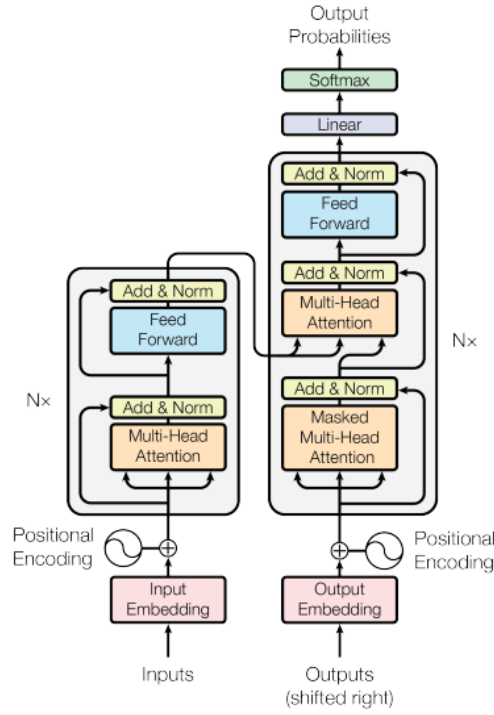 Output
Probabilities
Softmax
Linear
Add & Norm
Feed
Forward
Add & Norm
Multi-Head
Attention
Add & Norm
Masked
Multi-Head
Attention
Nx
Add & Norm
Feed
Forward
Add & Norm
Multi-Head
Attention
N×
Positional
Encoding
Positional
Encoding
Input
Embedding
Output
Embedding
Inputs
Outputs
(shifted right)